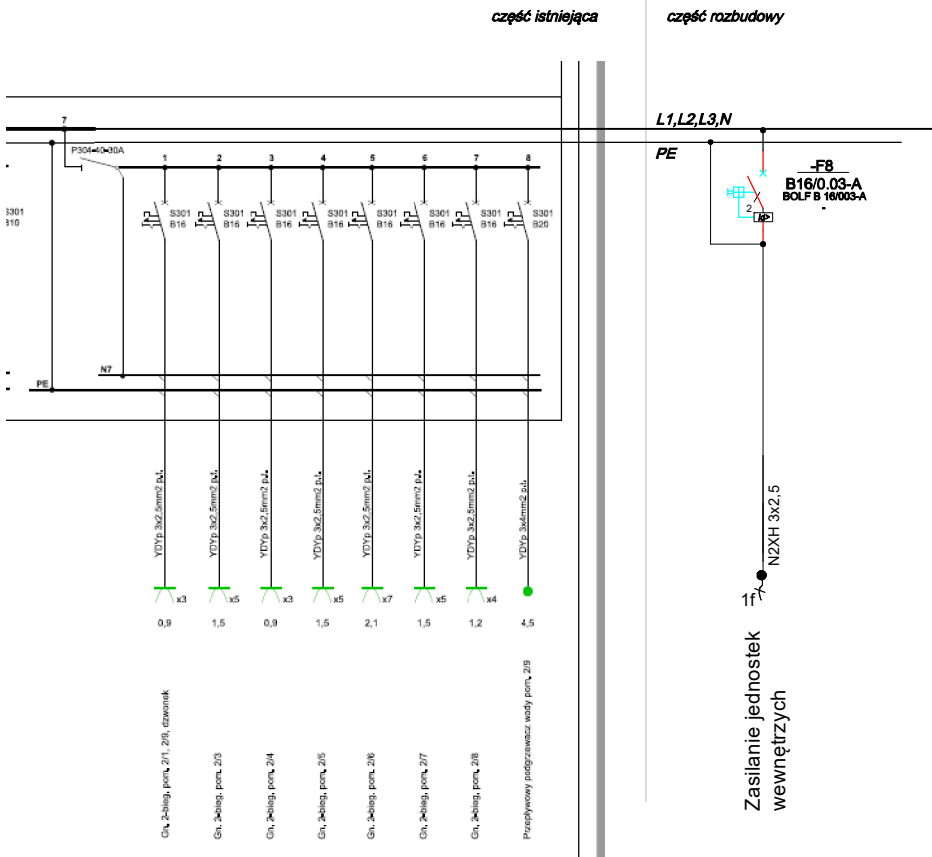 część istniejąca
część rozbudowy
7
L1,L2,L3,N
P304-40-30A
PE
1
2
3
4
5
6
7
8
-F8
B16/0.03-A
BOLF B 16/003-A
-
2
S301
B10
S301
B16
S301
B16
S301
B16
S301
B16
S301
B16
S301
B16
S301
B16
S301
B20
N7
PE
YDYp 3x2,5mm2 p.t.
YDYp 3x2,5mm2 p.t.
YDYp 3x2,5mm2 p.t.
YDYp 3x2,5mm2 p.t.
YDYp 3x2,5mm2 p.t.
YDYp 3x2,5mm2 p.t.
YDYp 3x2,5mm2 p.t.
YDYp 3x4mm2 p.t.
N2XH 3x2,5
x3
x5
x3
x5
x7
x5
x4
1f
0,9
1,5
0,9
1,5
2,1
1,5
1,2
4,5
Gn. 2-bieg. pom. 2/1, 2/9, dzwonek
Gn. 2-bieg. pom. 2/3
Gn. 2-bieg. pom. 2/4
Gn. 2-bieg. pom. 2/5
Gn. 2-bieg. pom. 2/6
Gn. 2-bieg. pom. 2/7
Gn. 2-bieg. pom. 2/8
Przepływowy podgrzewacz wody pom. 2/9
Zasilanie jednostek
wewnętrzych